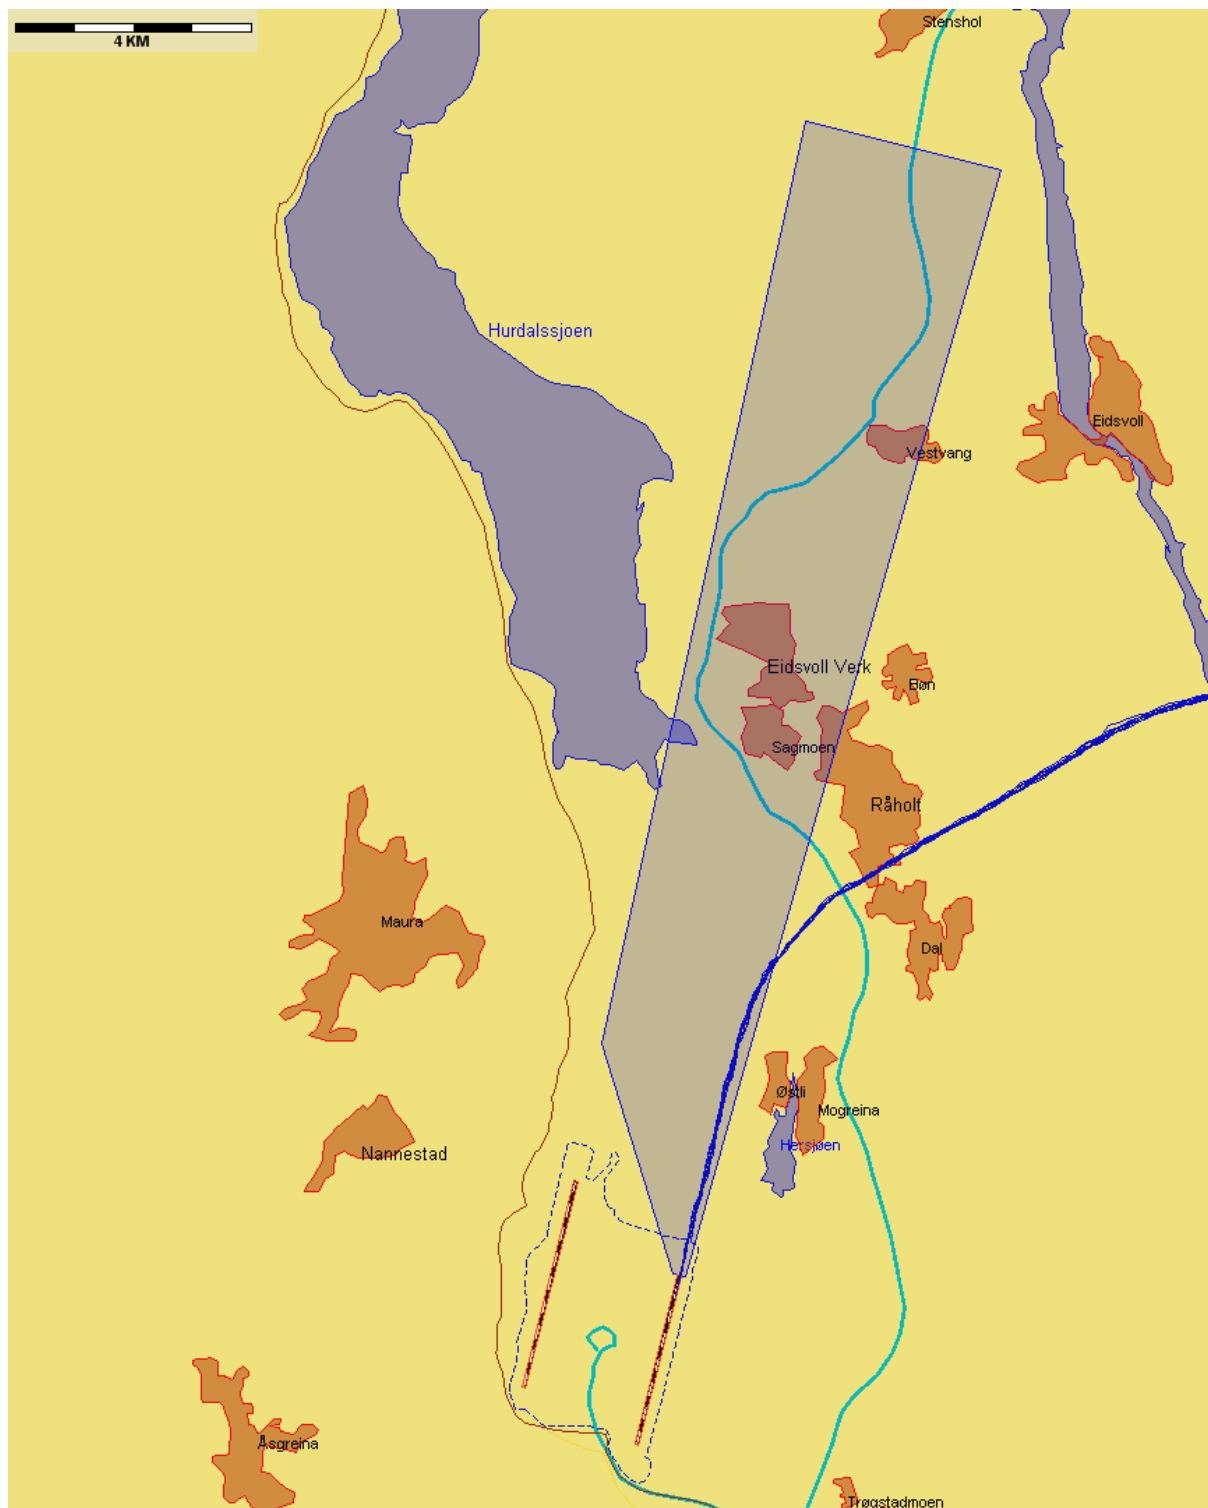 Stenshol
4 KM
Hurdalssjoen
Eidsvoll
Vestvang
Eidsvoll Verk
Bøn
Sagmoen
Råholt
Maura
Dal
Østli
Mogreina
Hersjøen
Nannestad
Åsgreina
Trøgstadmoen